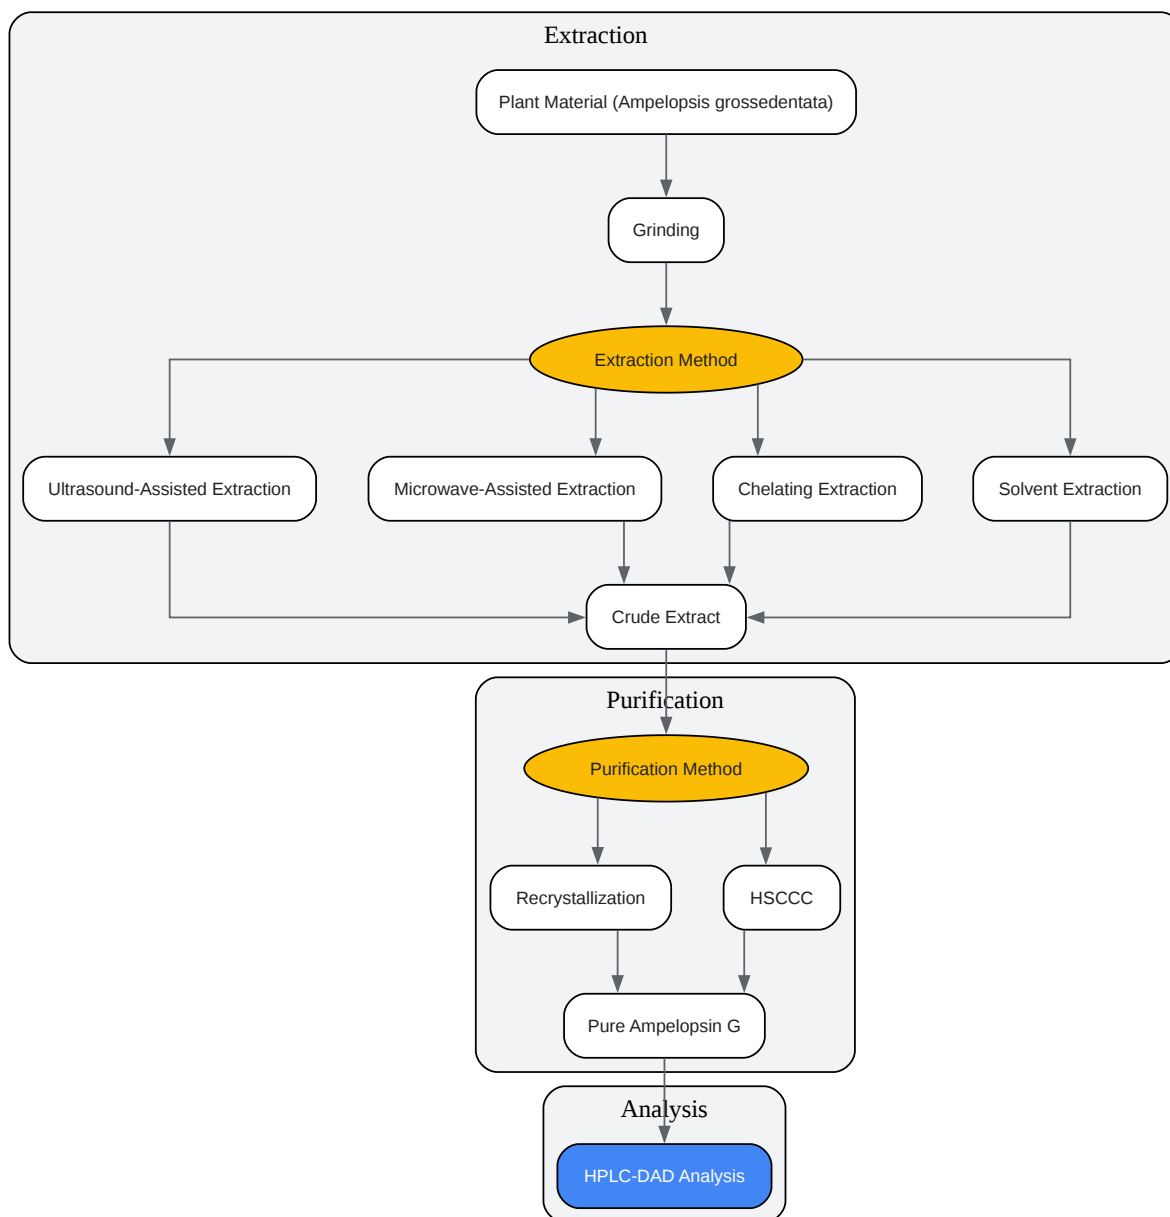 Extraction
Plant Material (Ampelopsis grossedentata)
Grinding
Extraction Method
Ultrasound-Assisted Extraction
Microwave-Assisted Extraction
Chelating Extraction
Solvent Extraction
Crude Extract
Purification
Purification Method
Recrystallization
HSCCC
Pure Ampelopsin G
Analysis
HPLC-DAD Analysis